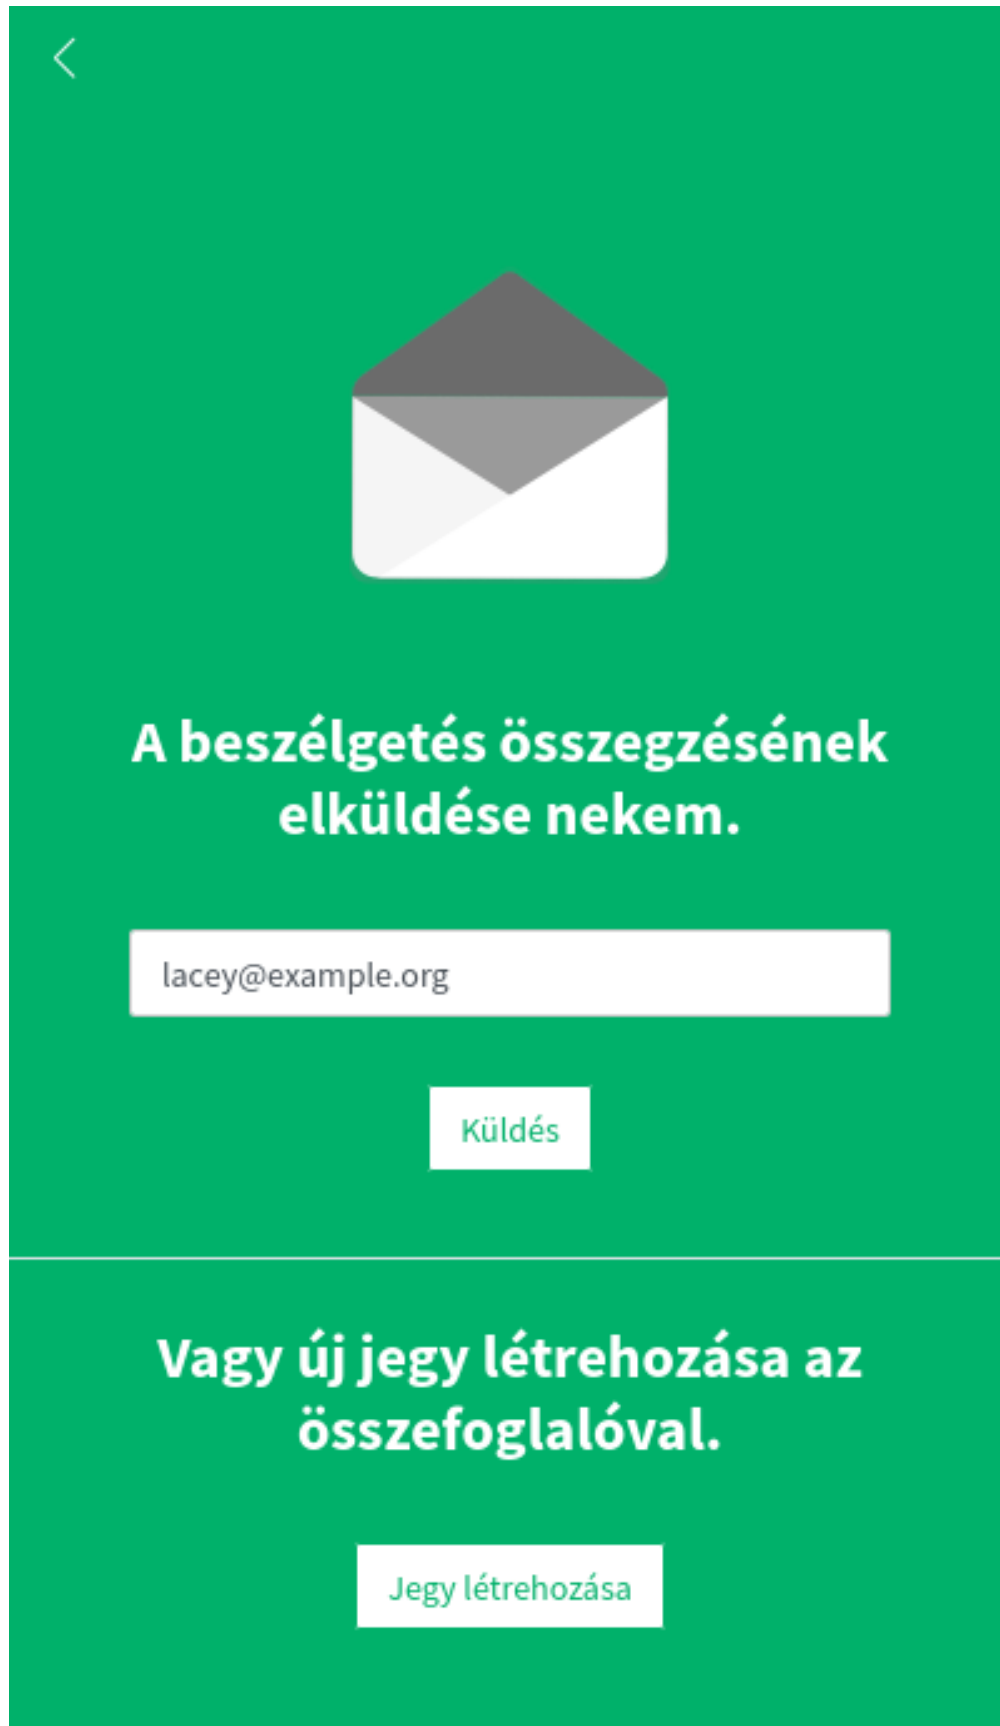 A beszélgetés összegzésének
elküldése nekem.
lacey@example.org
Küldés
Vagy új jegy létrehozása az
összefoglalóval.
Jegy létrehozása